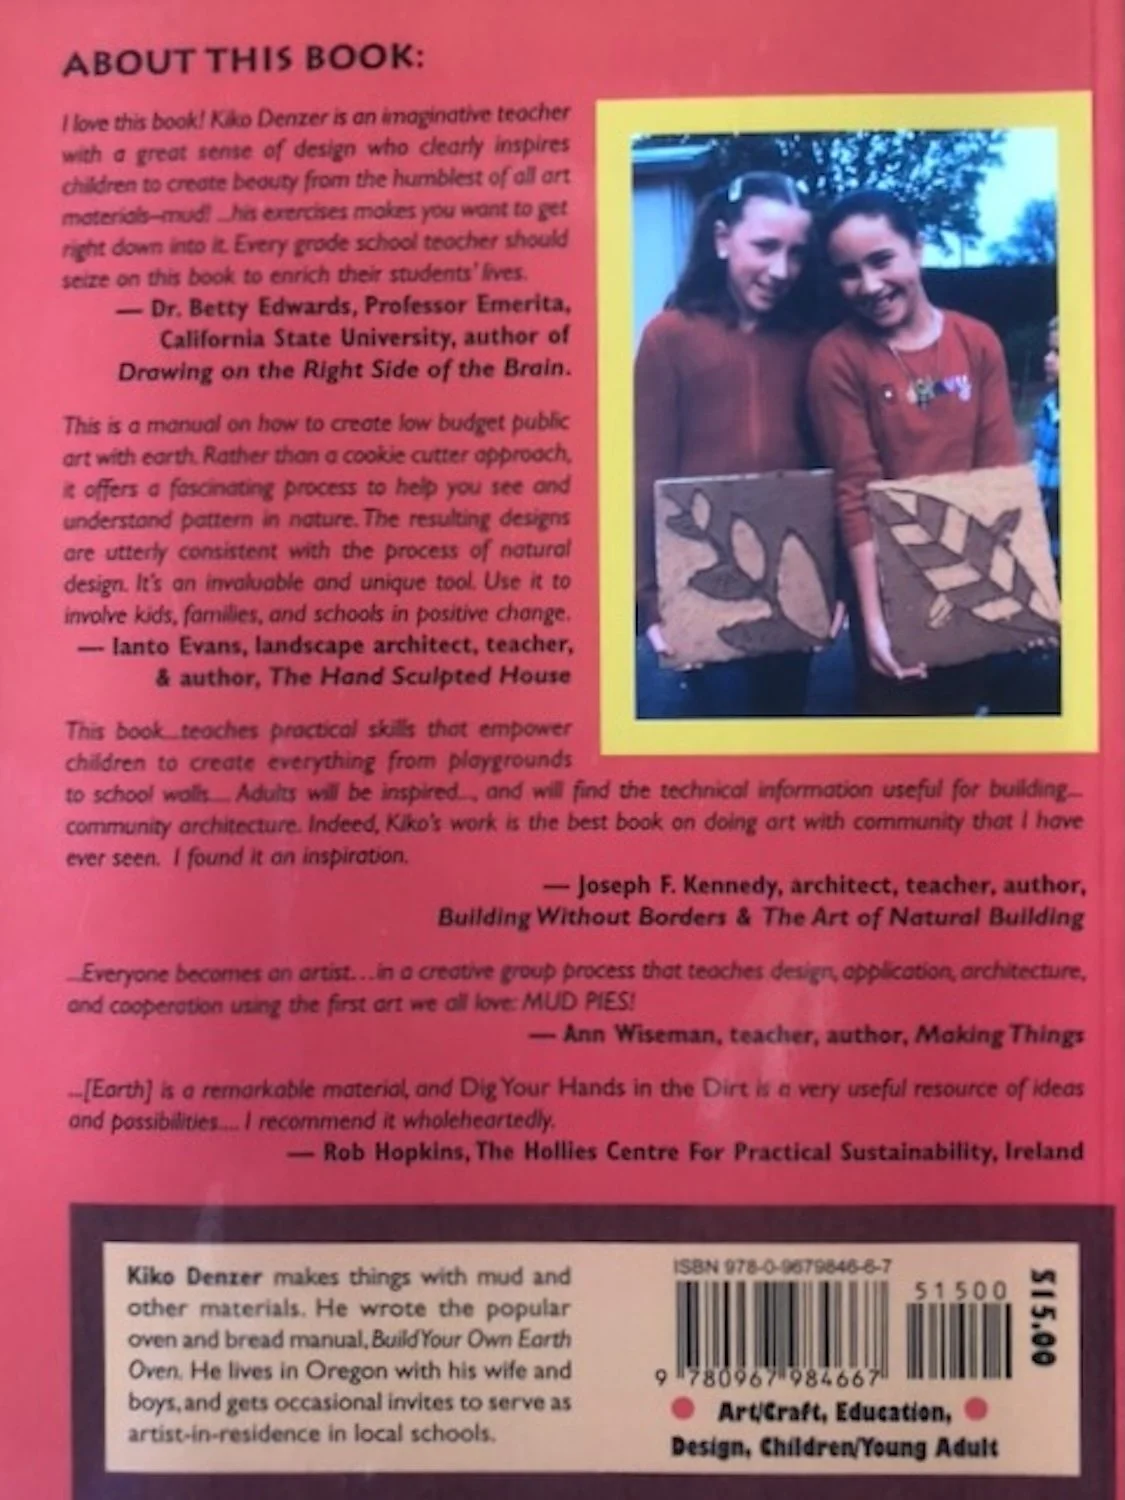 ABOUT THIS BOOK:
I love this book! Kiko Denzer is an imaginative teacher
with a great sense of design who clearly inspires
children to create beauty from the humblest of all art
materials—mud! ...his exercises makes you want to get
right down into it. Every grade school teacher should
seize on this book to enrich their students' lives.
— Dr. Betty Edwards, Professor Emerita,
California State University, author of
Drawing on the Right Side of the Brain.
This is a manual on how to create low budget public
art with earth. Rather than a cookie cutter approach,
it offers a fascinating process to help you see and
understand pattern in nature. The resulting designs
are utterly consistent with the process of natural
design. It's an invaluable and unique tool. Use it to
involve kids, families, and schools in positive change.
— Ianto Evans, landscape architect, teacher,
& author, The Hand Sculpted House
This book...teaches practical skills that empower
children to create everything from playgrounds
to school walls.... Adults will be inspired..., and will find the technical information useful for building...
community architecture. Indeed, Kiko's work is the best book on doing art with community that I have
ever seen. I found it an inspiration.
— Joseph F. Kennedy, architect, teacher, author,
Building Without Borders & The Art of Natural Building
...Everyone becomes an artist...in a creative group process that teaches design, application, architecture,
and cooperation using the first art we all love: MUD PIES!
— Ann Wiseman, teacher, author, Making Things
...[Earth] is a remarkable material, and Dig Your Hands in the Dirt is a very useful resource of ideas
and possibilities.... I recommend it wholeheartedly.
— Rob Hopkins, The Hollies Centre For Practical Sustainability, Ireland
Kiko Denzer makes things with mud and
other materials. He wrote the popular
oven and bread manual, Build Your Own Earth
Oven. He lives in Oregon with his wife and
boys, and gets occasional invites to serve as
artist-in-residence in local schools.
ISBN 978-0-9679846-6-7
51500
$15.00
9 780967 984667
Art/Craft, Education,
Design, Children/Young Adult